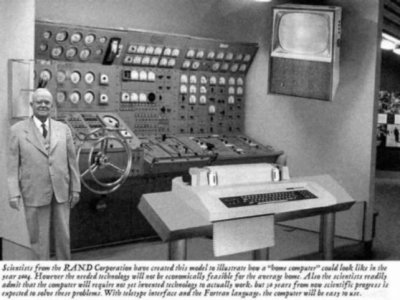 Scientists from the RAND Corporation have created this model to illustrate how a "home computer" could look like in the
year 2004. However the needed technology will not be economically feasible for the average home. Also the scientists readily
admit that the computer will require not yet invented technology to actually work, but 50 years from now scientific progress is
expected to solve these problems. With teletype interface and the Fortran language, the computer will be easy to use.